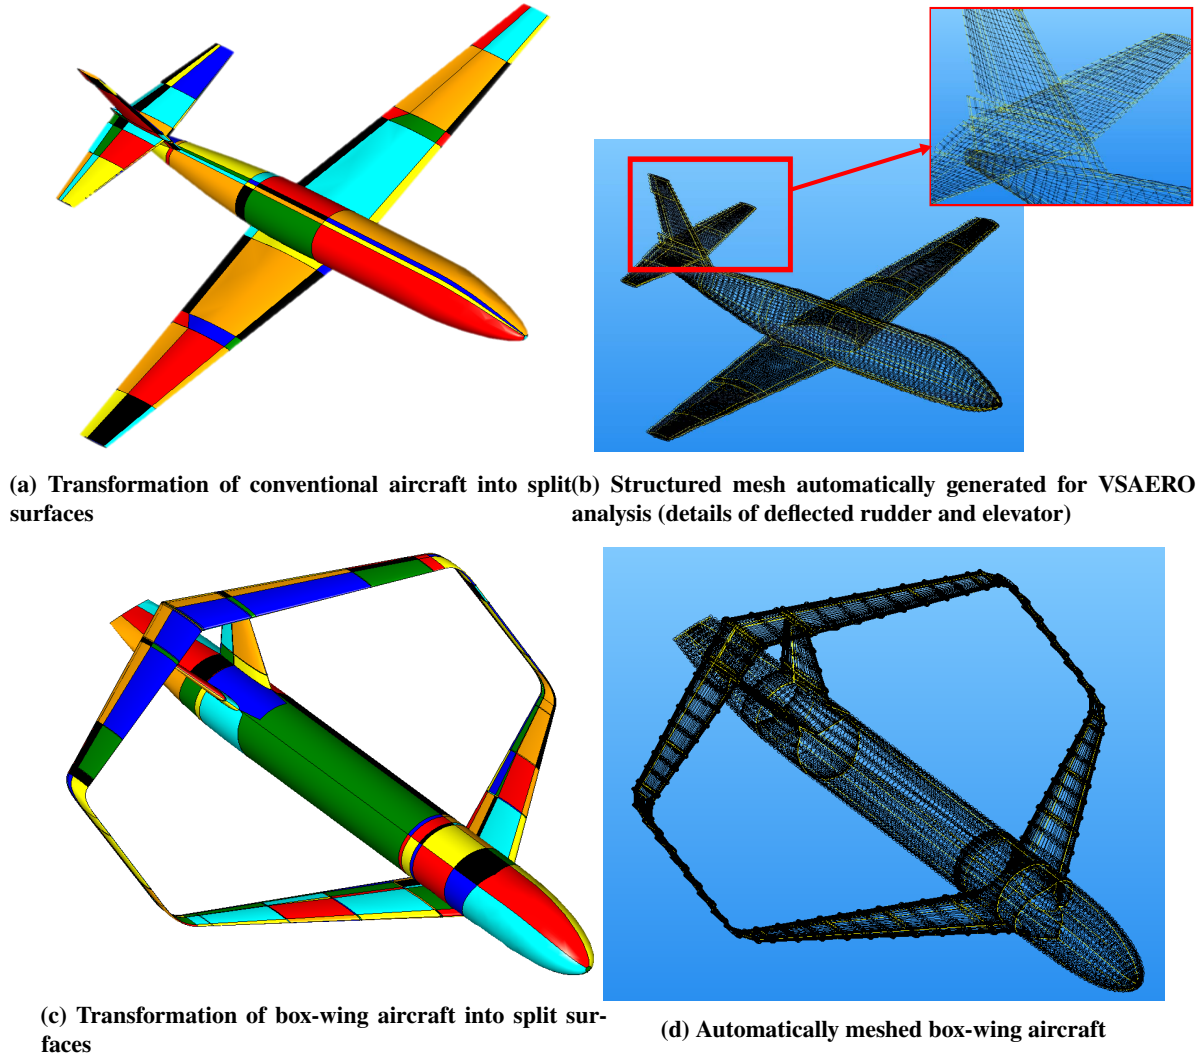 (a) Transformation of conventional aircraft into split
surfaces
(b) Structured mesh automatically generated for VSAERO
analysis (details of deflected rudder and elevator)
(c) Transformation of box-wing aircraft into split sur-
faces
(d) Automatically meshed box-wing aircraft